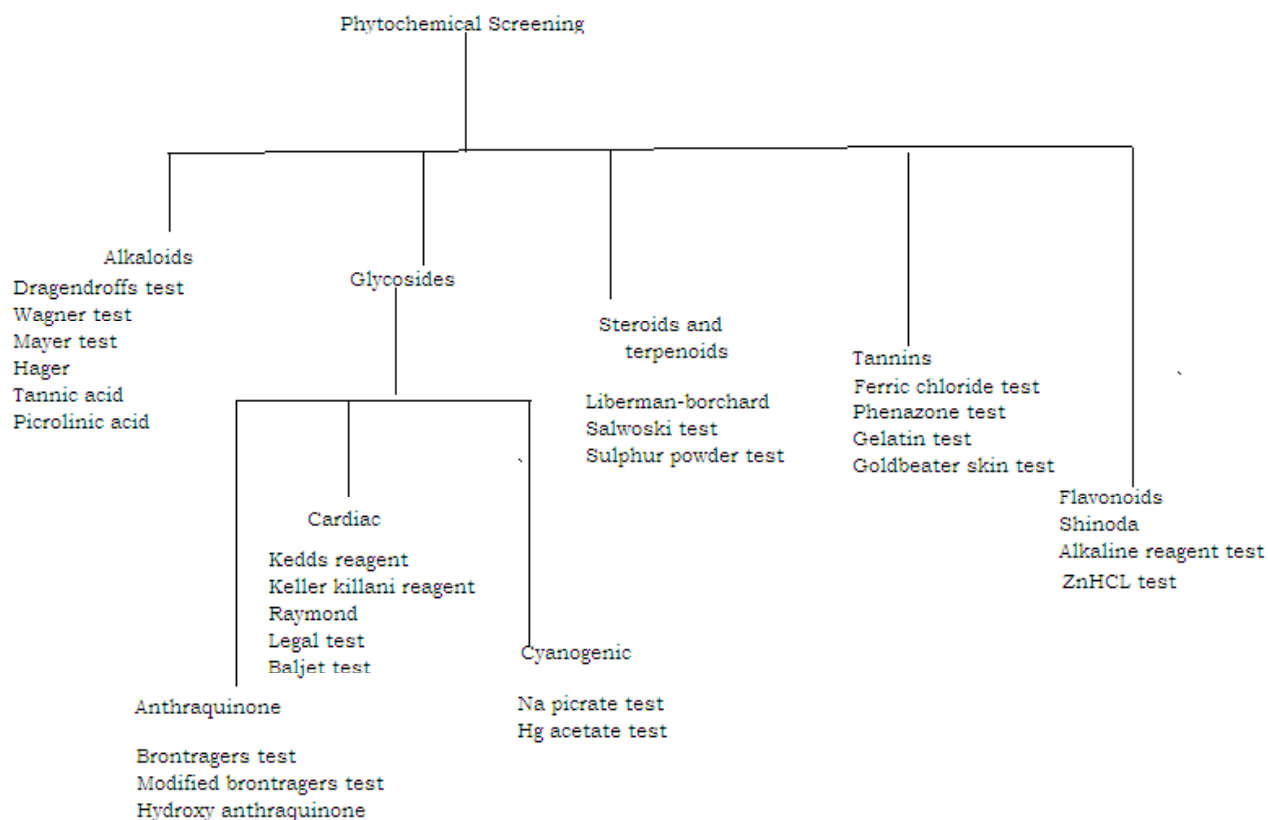 Phytochemical Screening
Alkaloids
Dragendroffs test
Wagner test
Mayer test
Hager
Tannic acid
Picrolinic acid
Glycosides
Anthraquinone
Brontragers test
Modified brontragers test
Hydroxy anthraquinone
Cardiac
Kedds reagent
Keller killani reagent
Raymond
Legal test
Baljet test
Cyanogenic
Na picrate test
Hg acetate test
Steroids and
terpenoids
Liberman-borchard
Salwoski test
Sulphur powder test
Tannins
Ferric chloride test
Phenazone test
Gelatin test
Goldbeater skin test
Flavonoids
Shinoda
Alkaline reagent test
ZnHCL test